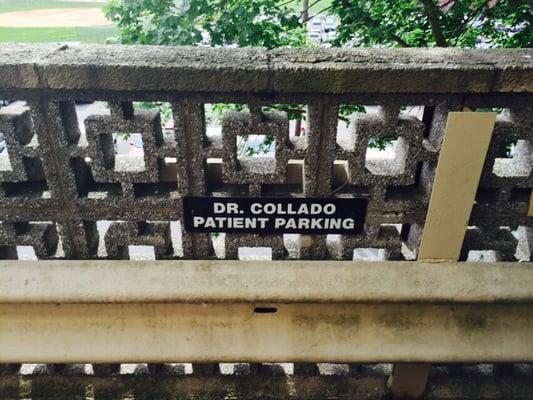 DR. COLLADO
PATIENT PARKING